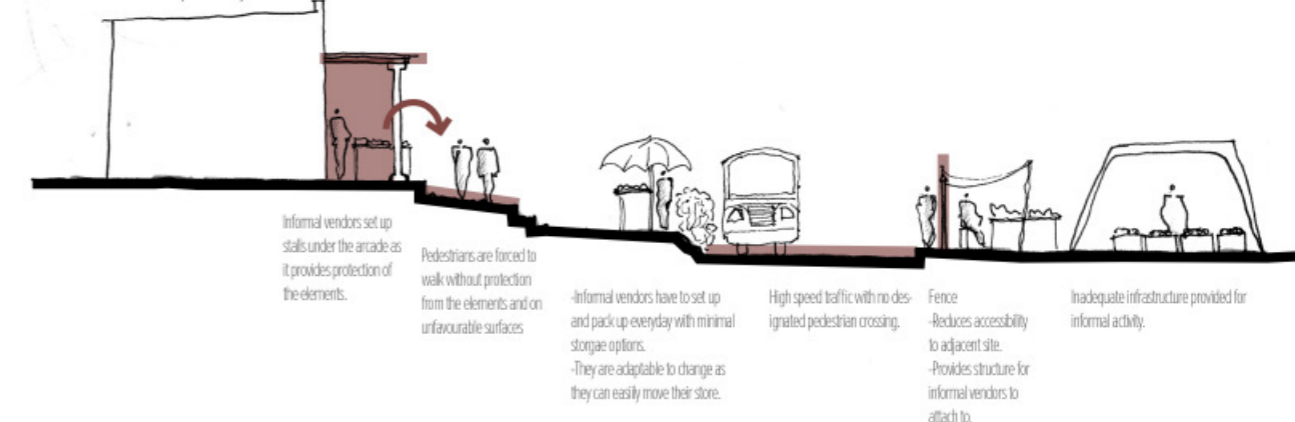 Informal vendors set up
stalls under the arcade as
it provides protection of
the elements.
Pedestrians are forced to
walk without protection
from the elements and on
unfavourable surfaces
-Informal vendors have to set up
and pack up everyday with minimal
storgae options.
-They are adaptable to change as
they can easiily move their store.
High speed traffic with no des-
ignated pedestrian crossing.
Fence
-Reduces accessibility
to adjacent site.
-Provides structure for
informal vendors to
attach to.
Inadequate infrastructure provided for
informal activity.